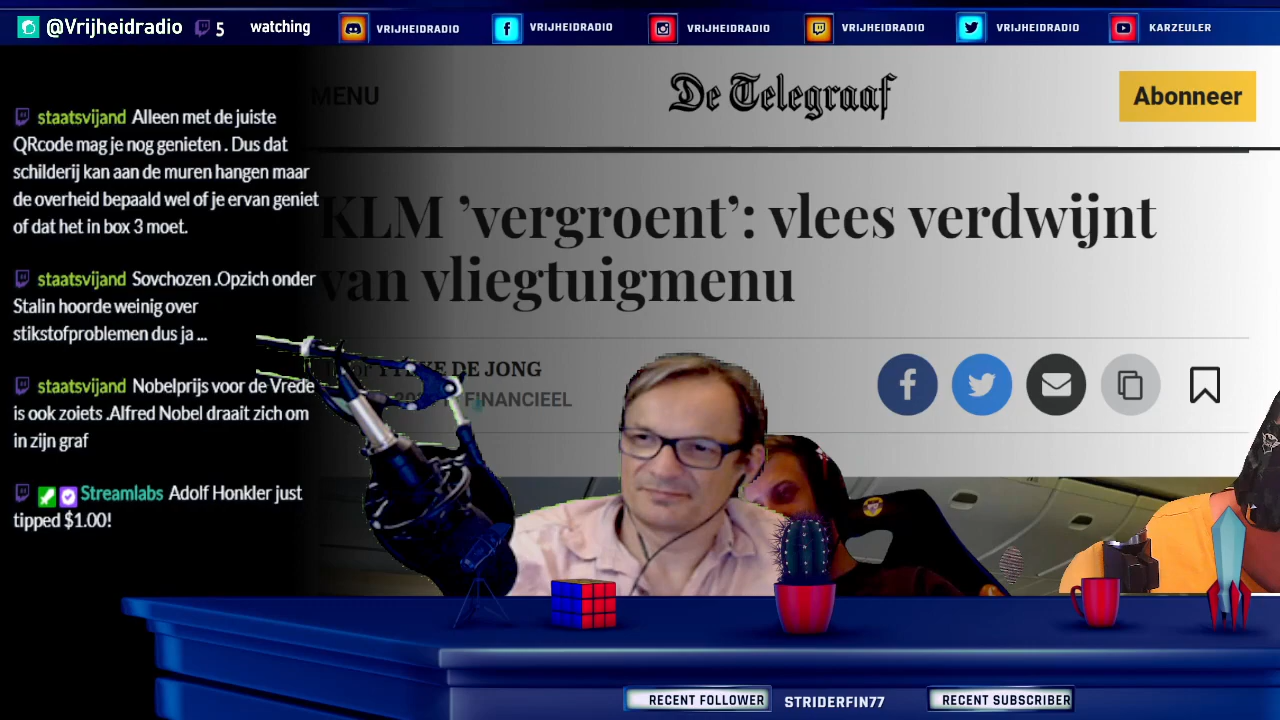 @Vrijheidradio 5 watching
VRIJHEIDRADIO
VRIJHEIDRADIO
VRIJHEIDRADIO
VRIJHEIDRADIO
VRIJHEIDRADIO
KARZEULER
MENU
De Telegraaf
Abonneer
staatsvijand Alleen met de juiste
QRcode mag je nog genieten . Dus dat
schilderij kan aan de muren hangen maar
de overheid bepaald wel of je ervan geniet
of dat het in box 3 moet.
staatsvijand Sovchozen .Opzich onder
Stalin hoorde weinig over
stikstofproblemen dus ja ...
staatsvijand Nobelprijs voor de Vrede
is ook zoiets .Alfred Nobel draait zich om
in zijn graf
Streamlabs Adolf Honkler just
tipped $1.00!
KLM 'vergroent': vlees verdwijnt
van vliegtuigmenu
DE JONG
FINANCIEEL
RECENT FOLLOWER
STRIDERFIN77
RECENT SUBSCRIBER